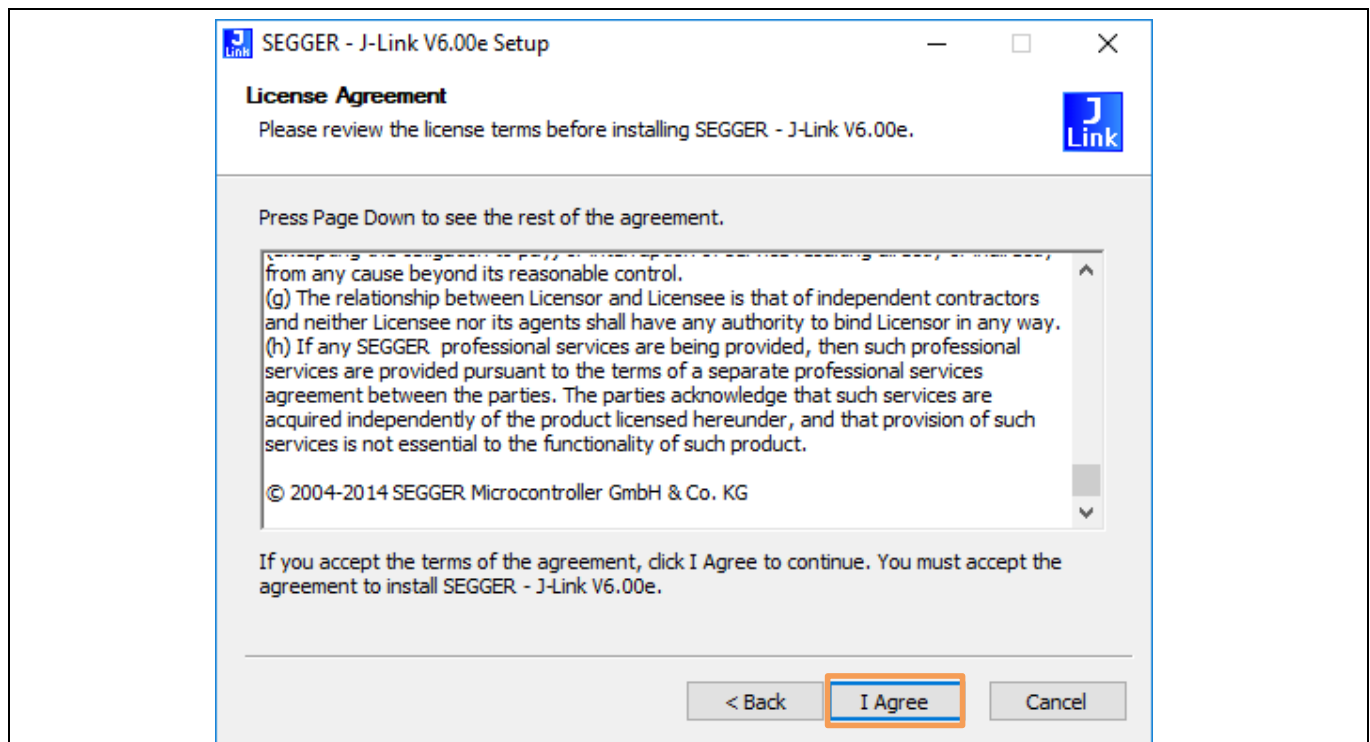 J Link SEGGER - J-Link V6.00e Setup
License Agreement
Please review the license terms before installing SEGGER - J-Link V6.00e.
J
Link
Press Page Down to see the rest of the agreement.
from any cause beyond its reasonable control.
(g) The relationship between Licensor and Licensee is that of independent contractors
and neither Licensee nor its agents shall have any authority to bind Licensor in any way.
(h) If any SEGGER  professional services are being provided, then such professional
services are provided pursuant to the terms of a separate professional services
agreement between the parties. The parties acknowledge that such services are
acquired independently of the product licensed hereunder, and that provision of such
services is not essential to the functionality of such product.
© 2004-2014 SEGGER Microcontroller GmbH & Co. KG
If you accept the terms of the agreement, click I Agree to continue. You must accept the
agreement to install SEGGER - J-Link V6.00e.
< Back I Agree Cancel